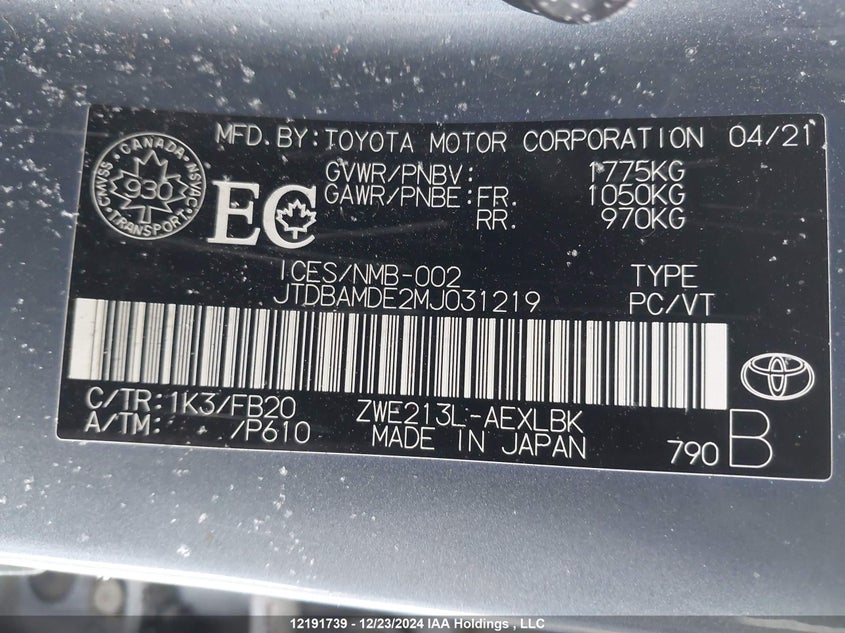 MFD.BY:TOYOTA MOTOR CORPORATION 04/21
CANADA
CMVSS NSVAC
930
TRANSPORT
EC
GVWR/PNBV: 1775KG
GAWR/PNBE:FR. 1050KG
RR. 970KG
ICES/NMB-002 TYPE
JTDBAMDE2MJ031219 PC/VT
C/TR:1K3/FB20 ZWE213L-AEXLBK
A/TM: /P610 MADE IN JAPAN 790 B
12191739 - 12/23/2024 IAA Holdings , LLC